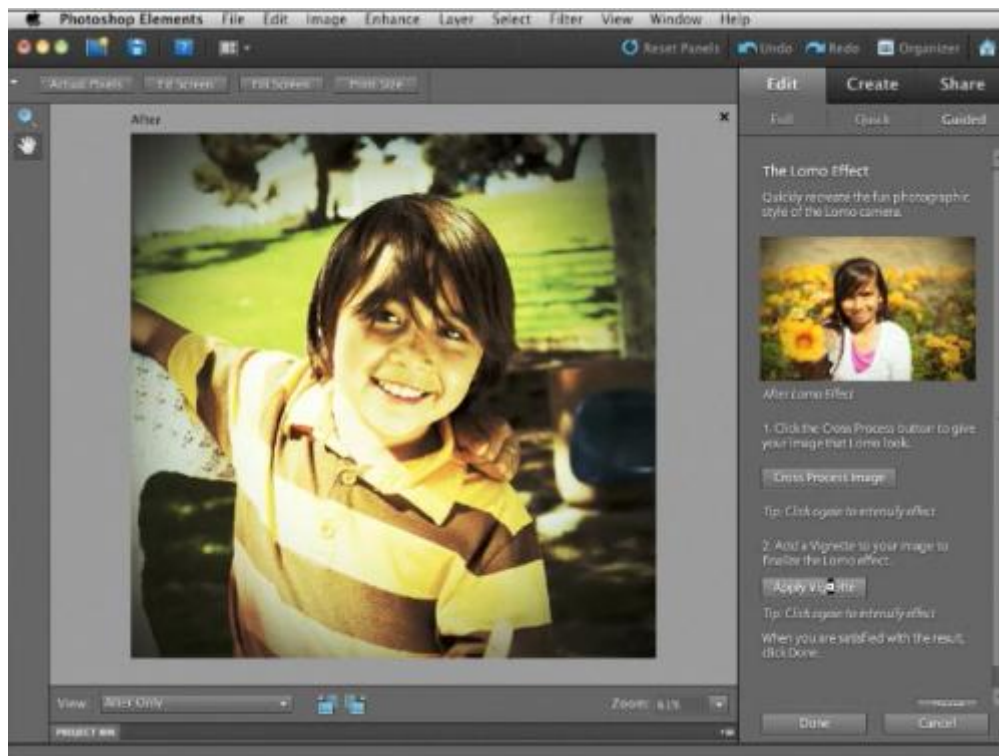 Photoshop Elements File Edit Image Enhance Layer Select Filter View Window Help
Reset Panels Undo Redo Organizer
Actual Pixels Fit Screen Fill Screen Print Size
Edit Create Share
Full Quick Guided
After
The Lomo Effect
Quickly recreate the fun photographic
style of the Lomo camera.
After Lomo Effect
1. Click the Cross Process button to give
your image that Lomo look.
Cross Process Image
Tip: Click again to intensify effect
2. Add a Vignette to your image to
finalize the Lomo effect.
Apply Vignette
Tip: Click again to intensify effect
When you are satisfied with the result,
click Done.
View: After Only
Zoom:
PROJECT BIN
Done Cancel